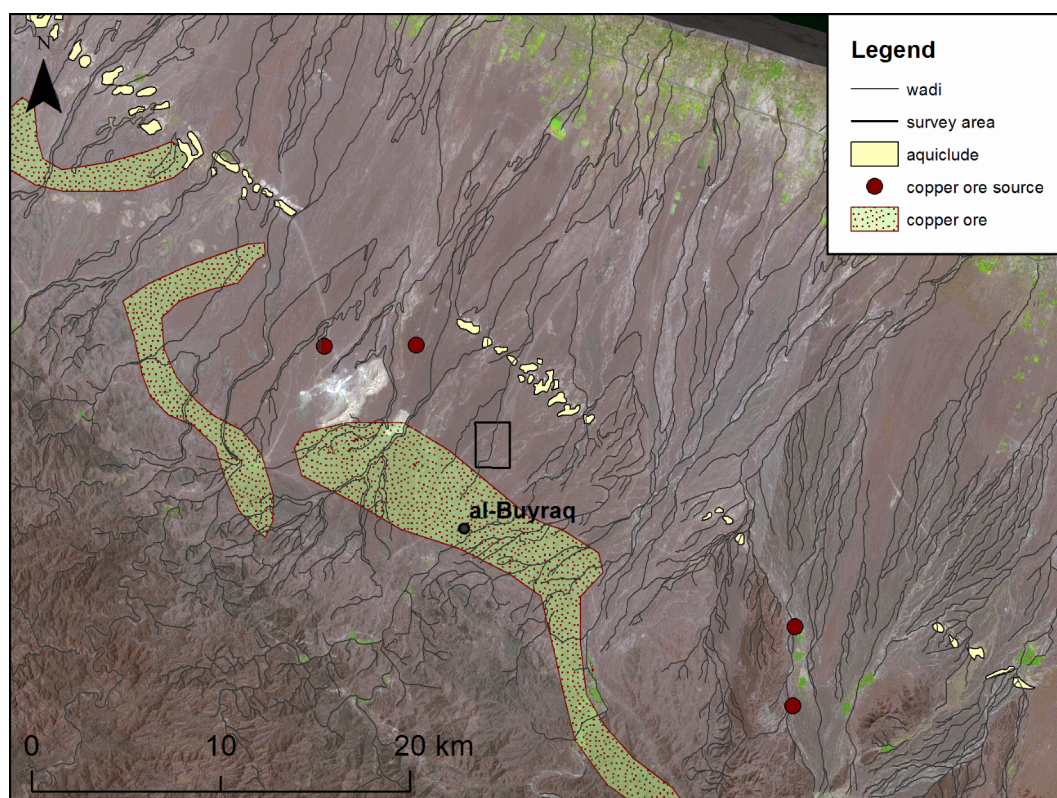 N
Legend
wadi
survey area
aquiclude
copper ore source
copper ore
al-Buyraq
0 10 20 km